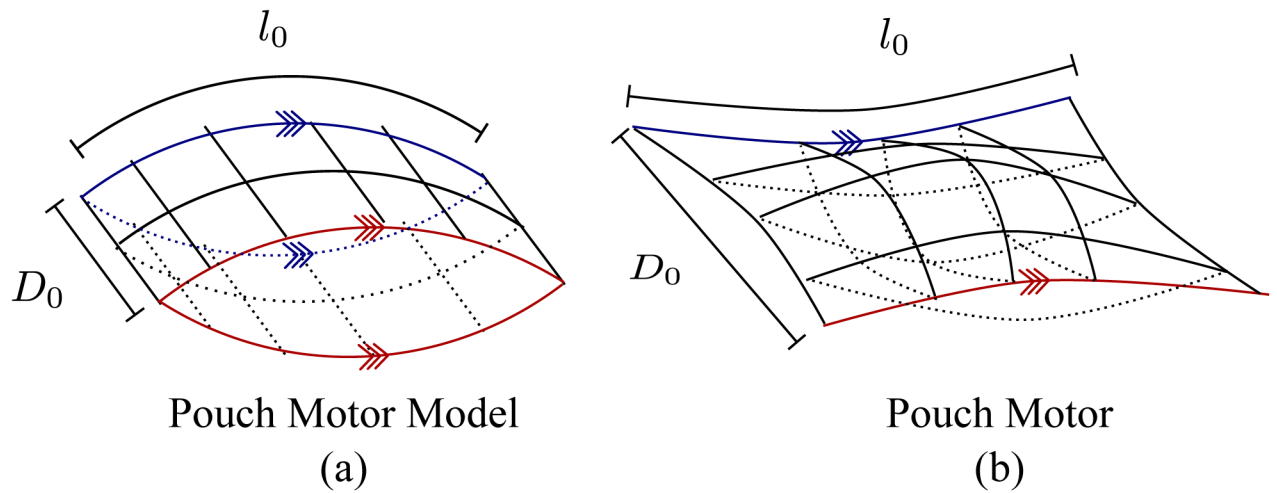 l₀
l₀
D₀
D₀
Pouch Motor Model
Pouch Motor
(a)
(b)